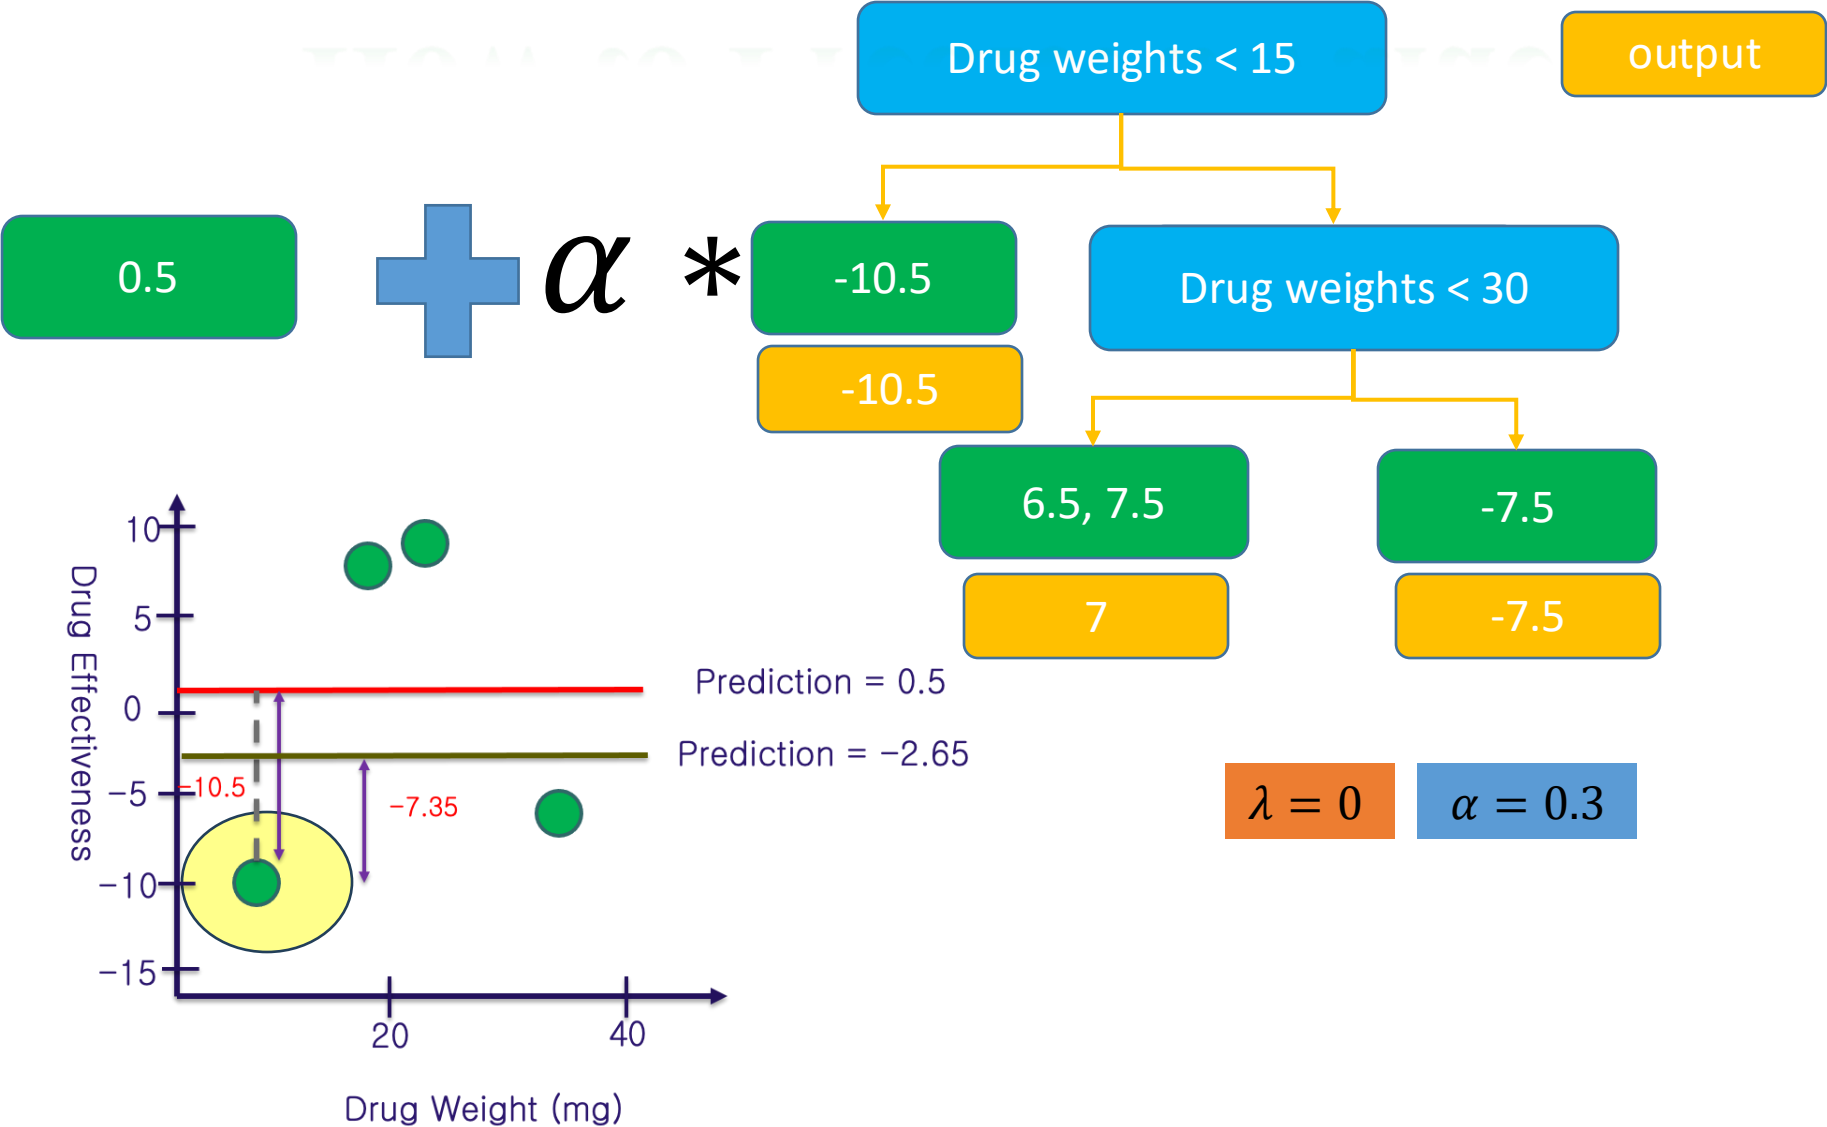 Drug weights < 15
output
0.5
α *
-10.5
Drug weights < 30
-10.5
6.5, 7.5
-7.5
7
-7.5
10
5
0
−5
−10
−15
Drug Effectiveness
−10.5
−7.35
Prediction = 0.5
Prediction = −2.65
λ = 0
α = 0.3
20
40
Drug Weight (mg)